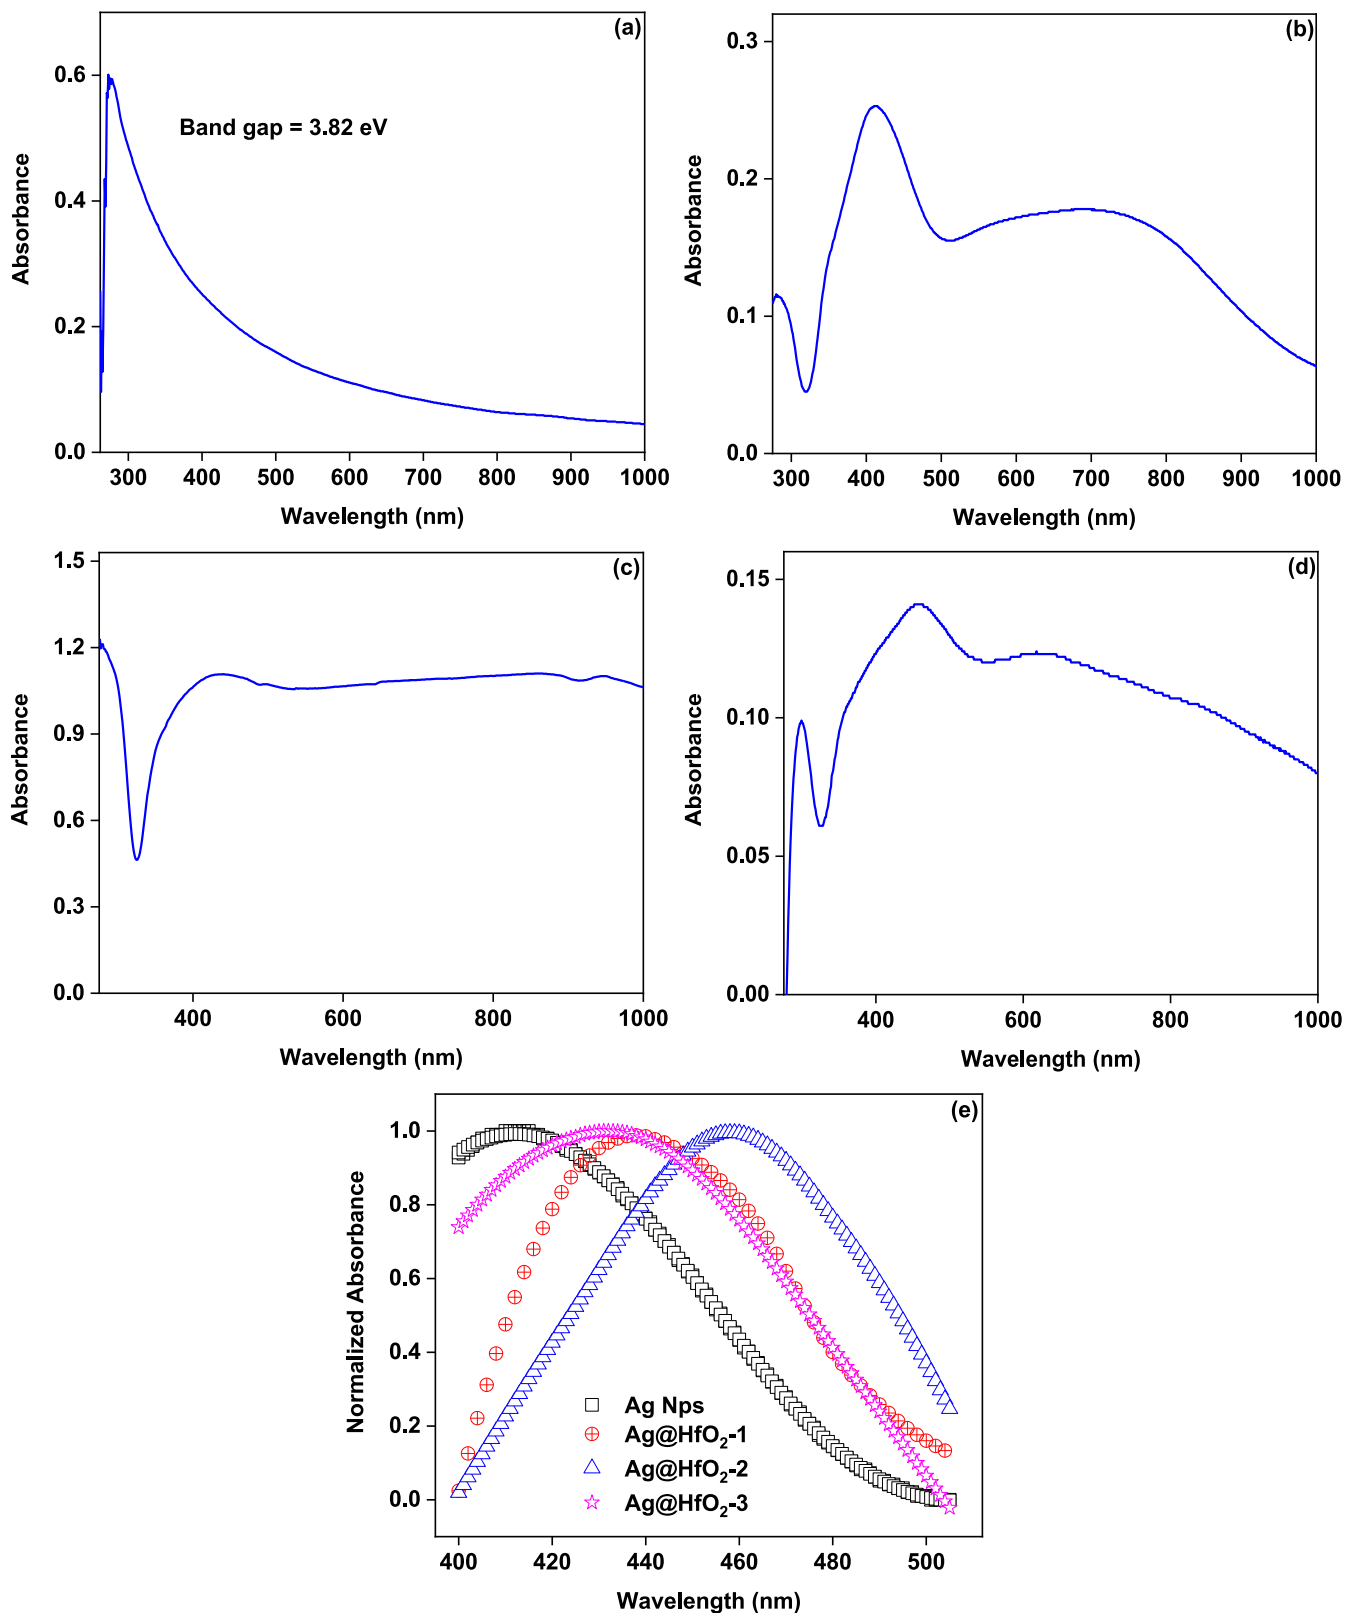 (a)
Band gap = 3.82 eV
Absorbance
0.6
0.4
0.2
0.0
300 400 500 600 700 800 900 1000
Wavelength (nm)
(b)
Absorbance
0.3
0.2
0.1
0.0
300 400 500 600 700 800 900 1000
Wavelength (nm)
(c)
Absorbance
1.5
1.2
0.9
0.6
0.3
0.0
400 600 800 1000
Wavelength (nm)
(d)
Absorbance
0.15
0.10
0.05
0.00
400 600 800 1000
Wavelength (nm)
(e)
Normalized Absorbance
1.0
0.8
0.6
0.4
0.2
0.0
Ag Nps
Ag@HfO₂-1
Ag@HfO₂-2
Ag@HfO₂-3
400 420 440 460 480 500
Wavelength (nm)